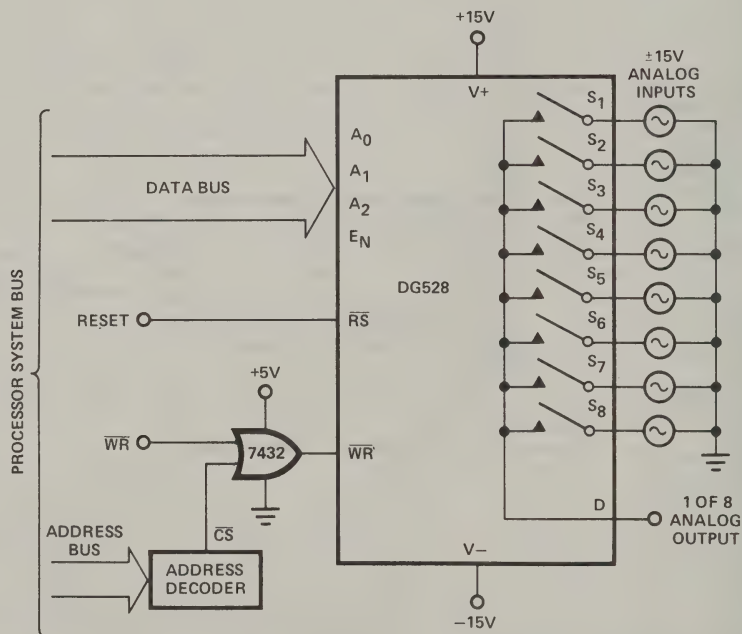 +15V
±15V
ANALOG
INPUTS
V+
S1
S2
S3
S4
S5
S6
S7
S8
A0
A1
A2
EN
DATA BUS
DG528
PROCESSOR SYSTEM BUS
RESET
RS
+5V
WR
7432
WR
CS
ADDRESS
BUS
ADDRESS
DECODER
D
1 OF 8
ANALOG
OUTPUT
V−
−15V